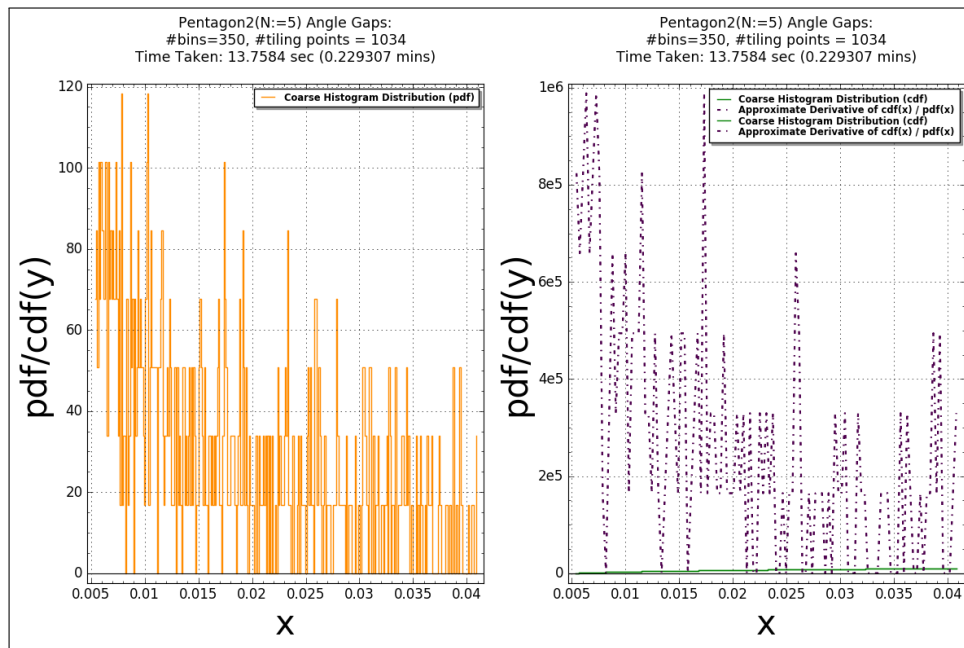 Pentagon2(N:=5) Angle Gaps:
#bins=350, #tiling points = 1034
Time Taken: 13.7584 sec (0.229307 mins)
120
100
80
60
40
20
0
pdf/cdf(y)
Coarse Histogram Distribution (pdf)
0.005 0.01 0.015 0.02 0.025 0.03 0.035 0.04
x
Pentagon2(N:=5) Angle Gaps:
#bins=350, #tiling points = 1034
Time Taken: 13.7584 sec (0.229307 mins)
1e6
8e5
6e5
4e5
2e5
0
pdf/cdf(y)
Coarse Histogram Distribution (cdf)
Approximate Derivative of cdf(x) / pdf(x)
Coarse Histogram Distribution (cdf)
Approximate Derivative of cdf(x) / pdf(x)
0.005 0.01 0.015 0.02 0.025 0.03 0.035 0.04
x